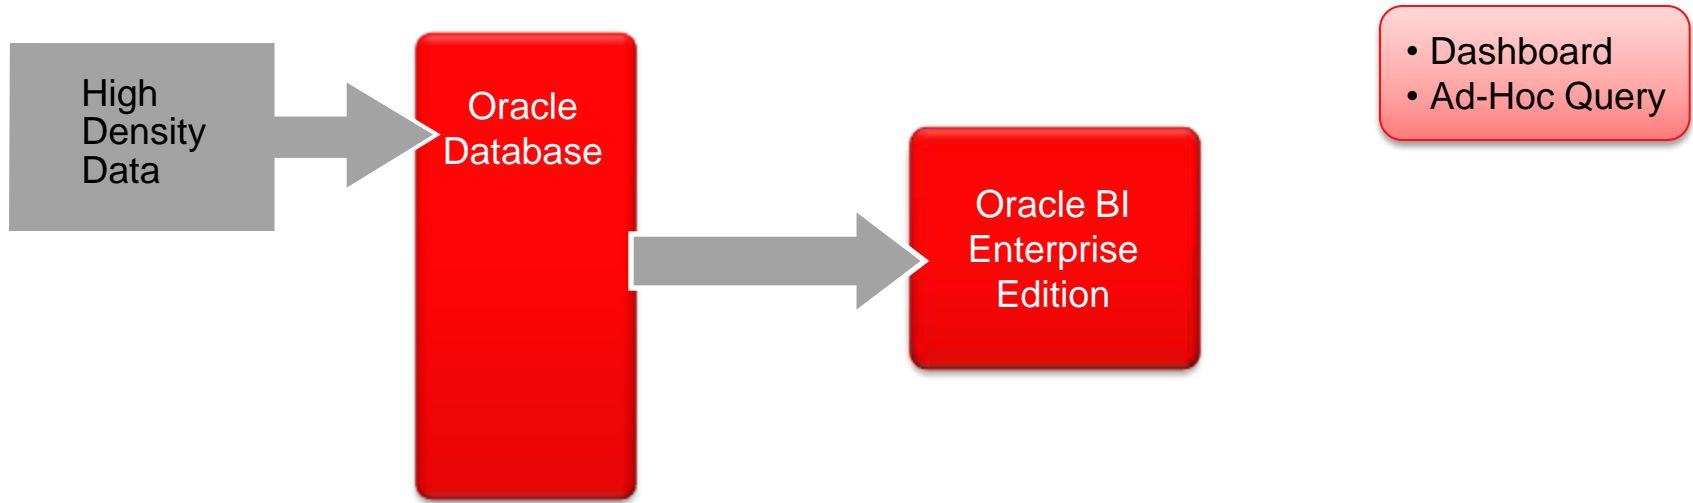 High
Density
Data
Oracle
Database
Oracle BI
Enterprise
Edition
• Dashboard
• Ad-Hoc Query